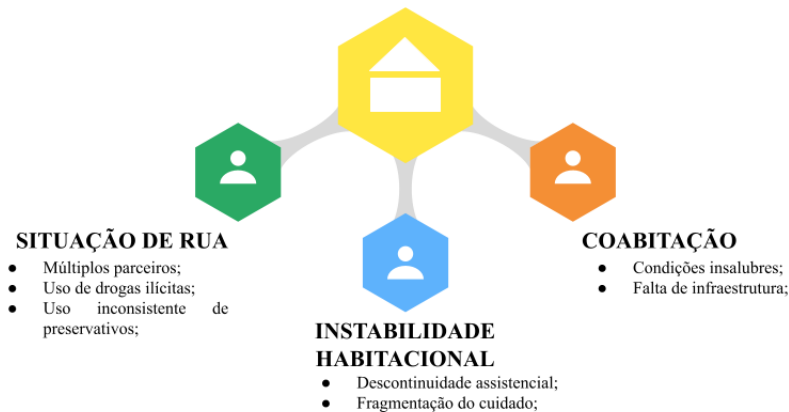 SITUAÇÃO DE RUA
● Múltiplos parceiros;
● Uso de drogas ilícitas;
● Uso inconsistente de
preservativos;
INSTABILIDADE
HABITACIONAL
● Descontinuidade assistencial;
● Fragmentação do cuidado;
COABITAÇÃO
● Condições insalubres;
● Falta de infraestrutura;